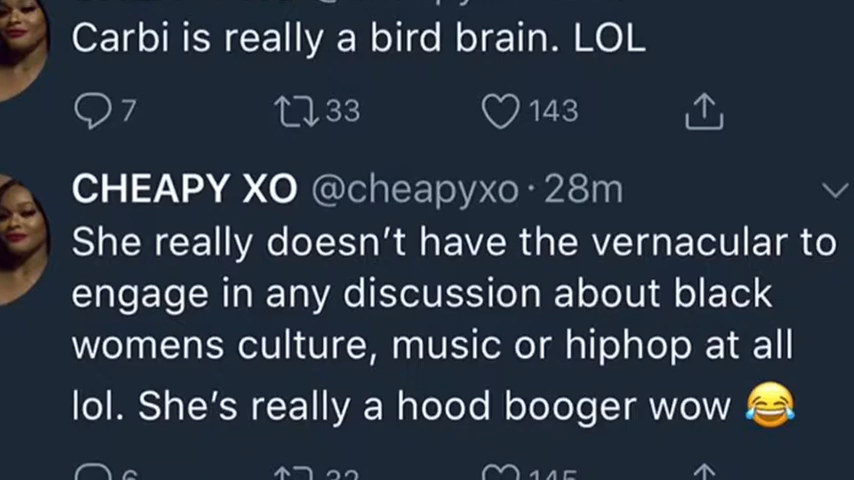 Carbi is really a bird brain. LOL
7 33 143
CHEAPY XO @cheapyxo · 28m
She really doesn't have the vernacular to
engage in any discussion about black
womens culture, music or hiphop at all
lol. She's really a hood booger wow 😂